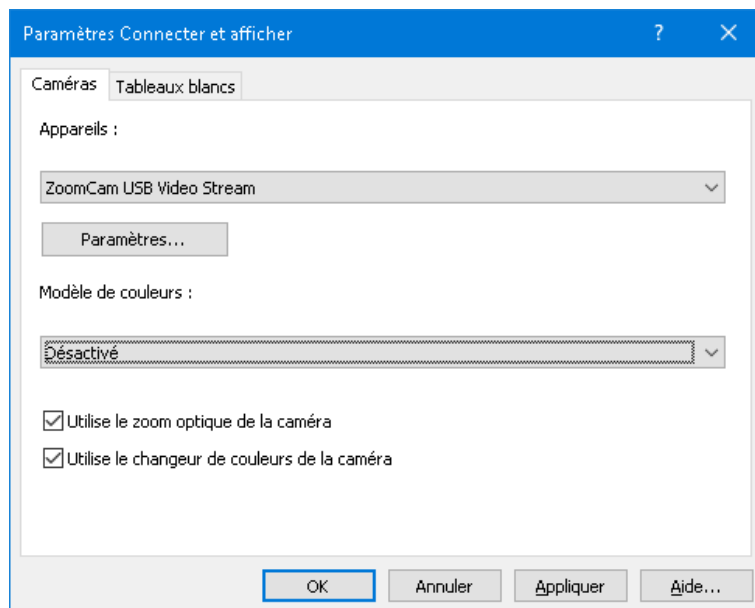 Paramètres Connecter et afficher
Caméras
Tableaux blancs
Appareils :
ZoomCam USB Video Stream
Paramètres...
Modèle de couleurs :
Désactivé
Utilise le zoom optique de la caméra
Utilise le changeur de couleurs de la caméra
OK
Annuler
Appliquer
Aide...